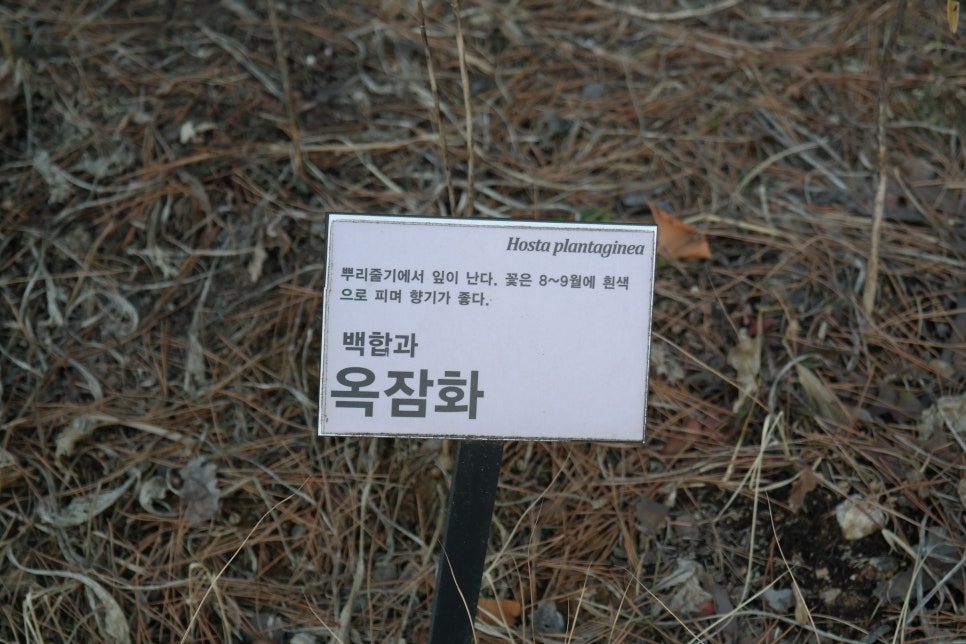 Hosta plantaginea
뿌리줄기에서 잎이 난다. 꽃은 8~9월에 흰색
으로 피며 향기가 좋다.
백합과
옥잠화